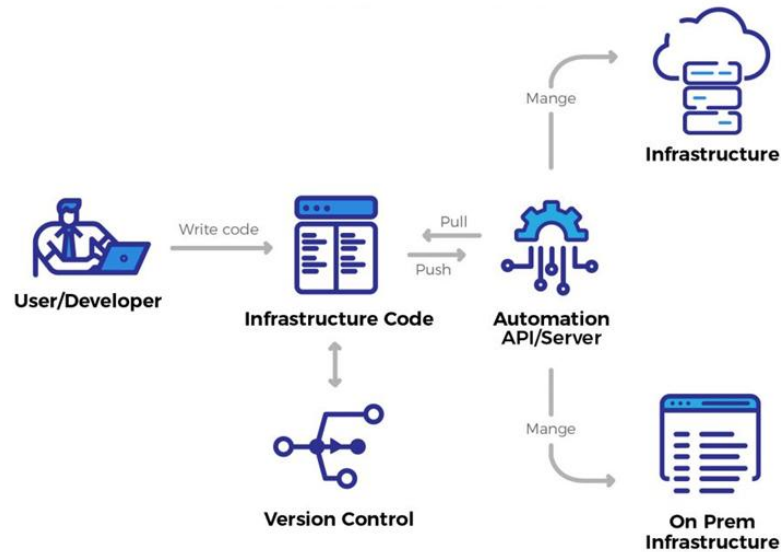 Mange
Infrastructure
Write code
Pull
Push
User/Developer
Infrastructure Code
Automation
API/Server
Mange
Version Control
On Prem
Infrastructure